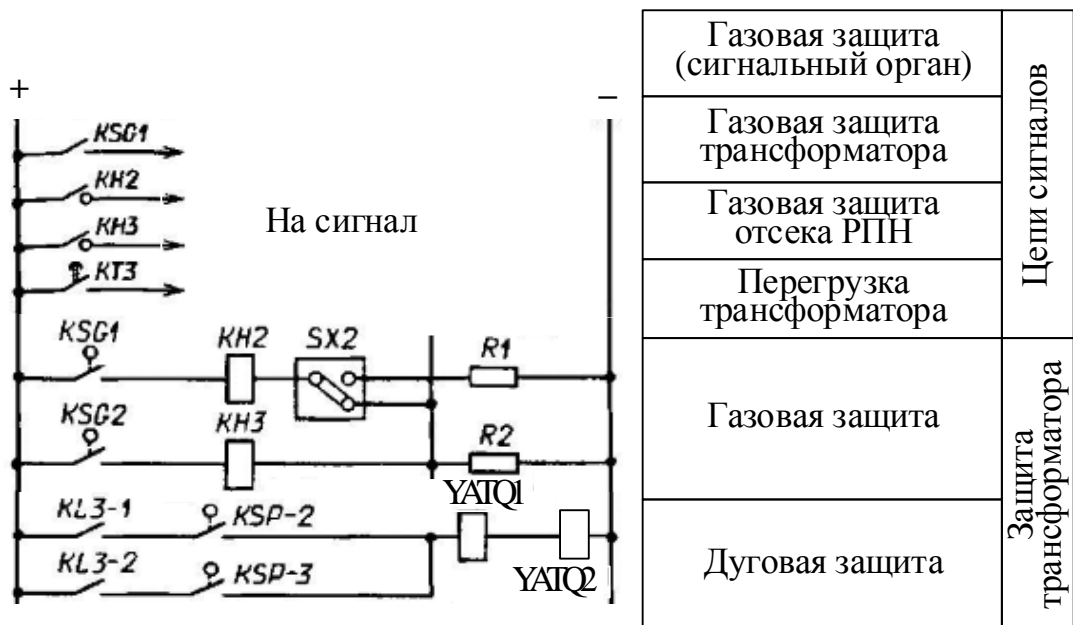 +
–
KSG1
KH2
KH3
KT3
На сигнал
KSG1
KH2
SX2
R1
KSG2
KH3
R2
YATQ1
KL3-1
KSP-2
YATQ2
KL3-2
KSP-3
Газовая защита
(сигнальный орган)
Газовая защита
трансформатора
Газовая защита
отсека РПН
Перегрузка
трансформатора
Цепи сигналов
Газовая защита
Дуговая защита
Защита
трансформатора